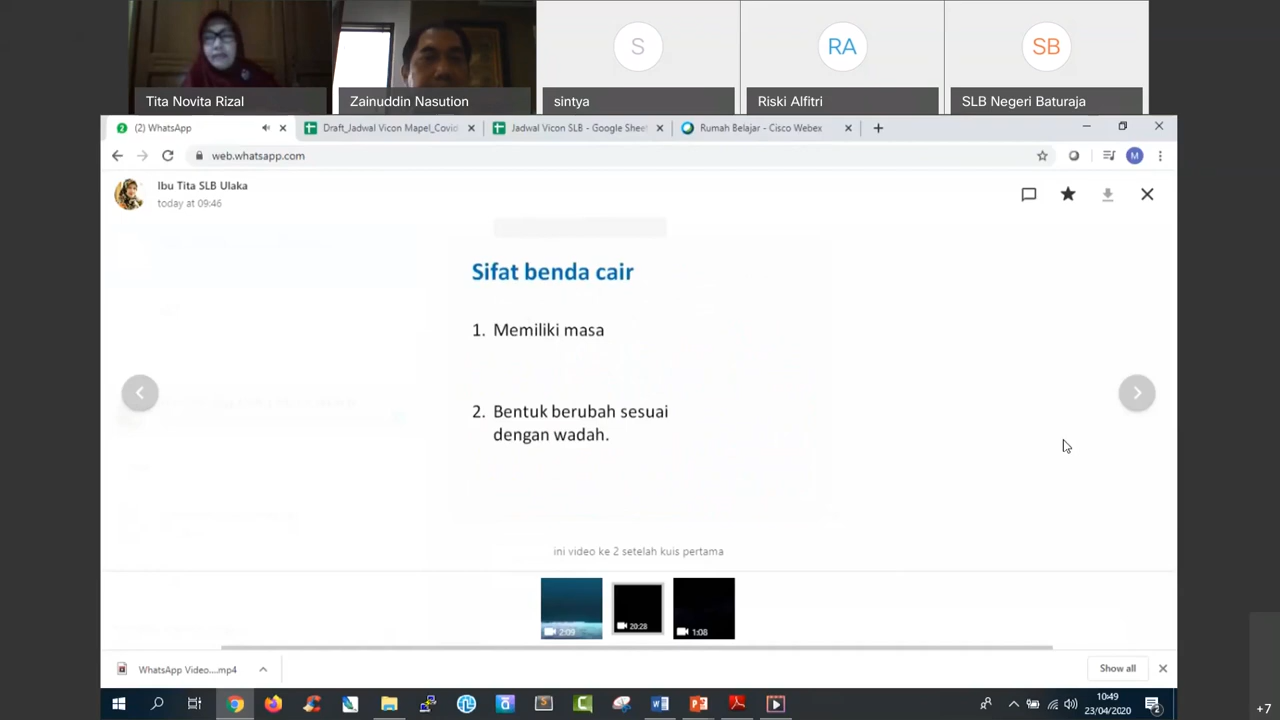 S
RA
SB
Tita Novita Rizal
Zainuddin Nasution
sintya
Riski Alfitri
SLB Negeri Baturaja
2
(2) WhatsApp
Draft_Jadwal Vicon Mapel_Covid
Jadwal Vicon SLB - Google Sheet
Rumah Belajar - Cisco Webex
web.whatsapp.com
M
Ibu Tita SLB Ulaka
today at 09:46
Sifat benda cair
1. Memiliki masa
2. Bentuk berubah sesuai
dengan wadah.
ini video ke 2 setelah kuis pertama
2:09
20:28
1:08
WhatsApp Video....mp4
Show all
10:49
23/04/2020
2
+7